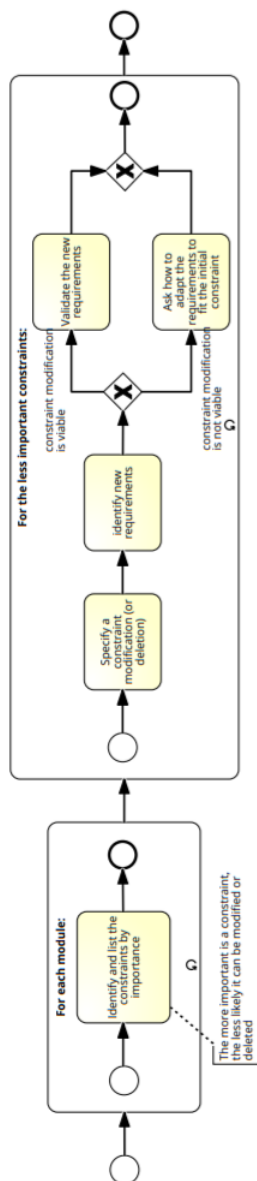 For each module:
Identify and list the
constraints by
importance
The more important is a constraint,
the less likely it can be modified or
deleted
For the less important constraints:
Specify a
constraint
modification (or
deletion)
identify new
requirements
constraint modification
is viable
Validate the new
requirements
constraint modification
is not viable
Ask how to
adapt the
requirements to
fit the initial
constraint